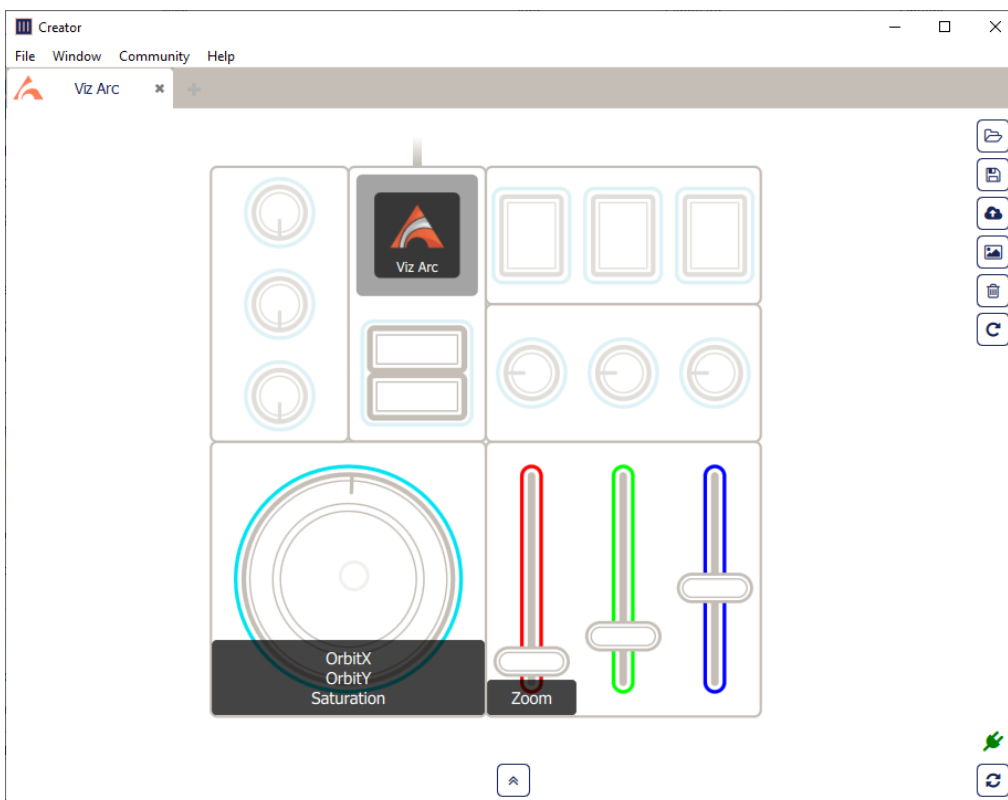 Creator
File Window Community Help
Viz Arc
Viz Arc
OrbitX
OrbitY
Saturation
Zoom